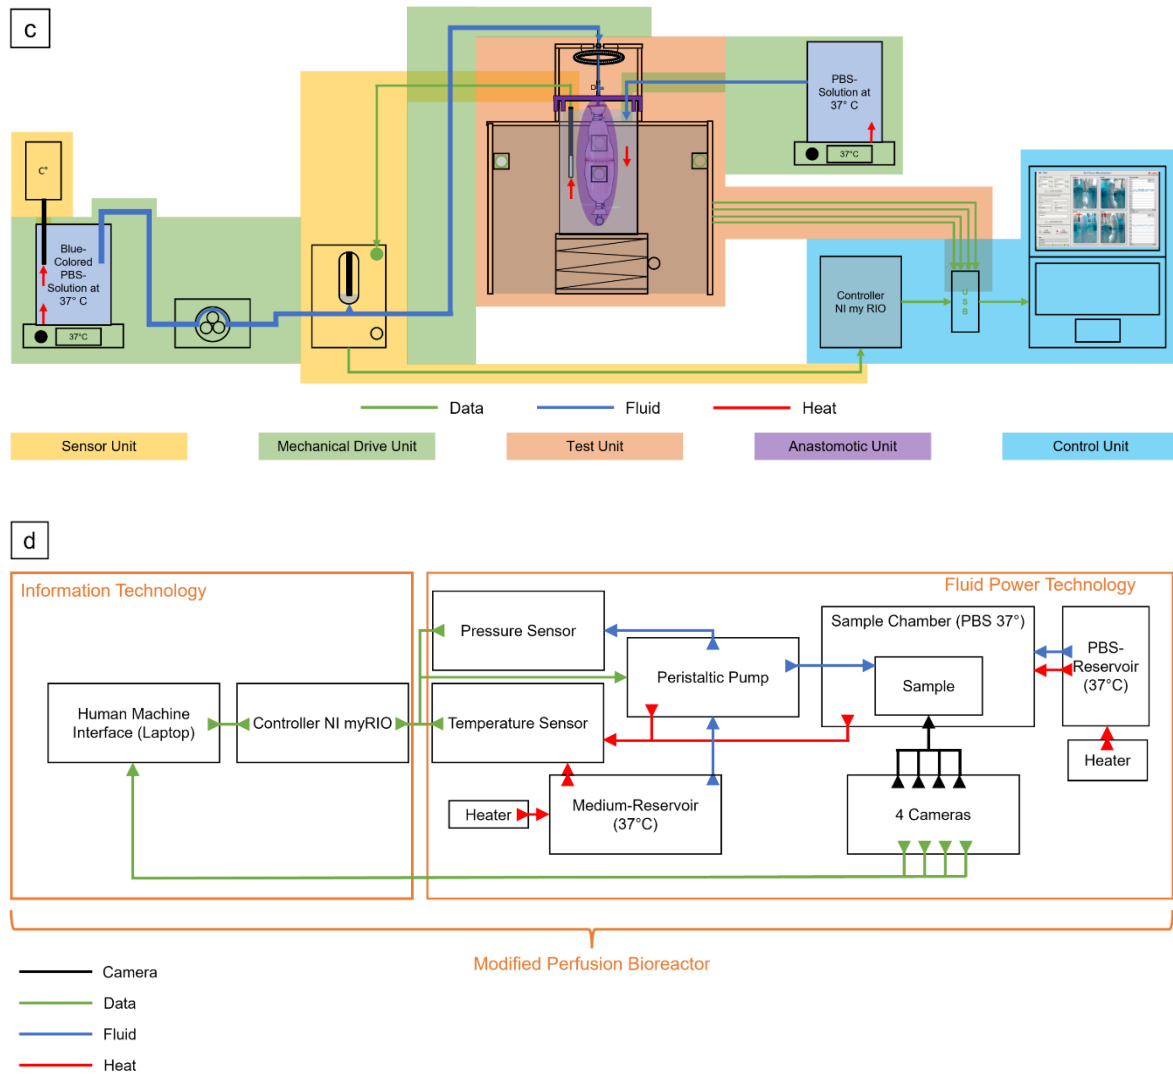 c
C°
Blue-
Colored
PBS-
Solution at
37° C
37°C
PBS-
Solution at
37° C
37°C
Controller
NI my RIO
USB
Data
Fluid
Heat
Sensor Unit
Mechanical Drive Unit
Test Unit
Anastomotic Unit
Control Unit
d
Information Technology
Fluid Power Technology
Pressure Sensor
Sample Chamber (PBS 37°)
PBS-
Reservoir
(37°C)
Peristaltic Pump
Sample
Human Machine
Interface (Laptop)
Controller NI myRIO
Temperature Sensor
Heater
Heater
Medium-Reservoir
(37°C)
4 Cameras
Modified Perfusion Bioreactor
Camera
Data
Fluid
Heat